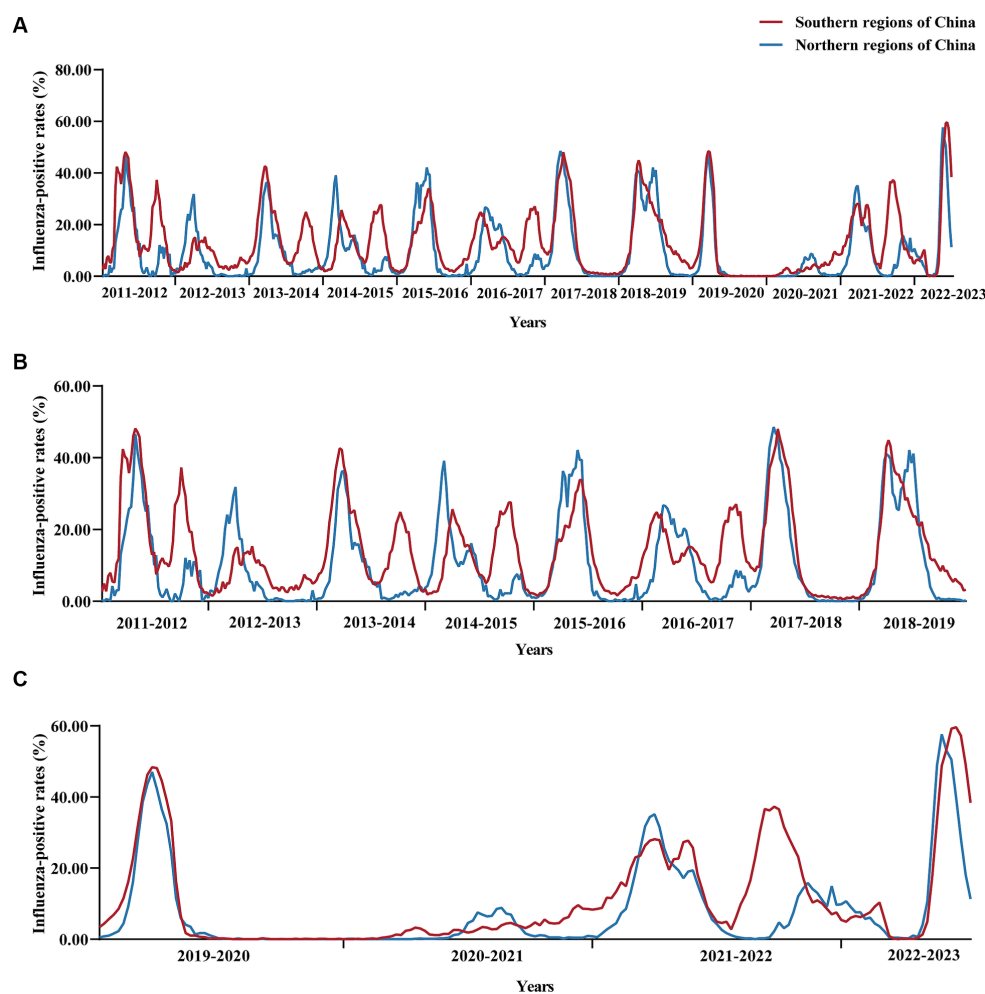 A
Southern regions of China
Northern regions of China
Influenza-positive rates (%)
80.00
60.00
40.00
20.00
0.00
2011-2012 2012-2013 2013-2014 2014-2015 2015-2016 2016-2017 2017-2018 2018-2019 2019-2020 2020-2021 2021-2022 2022-2023
Years
B
Influenza-positive rates (%)
60.00
40.00
20.00
0.00
2011-2012 2012-2013 2013-2014 2014-2015 2015-2016 2016-2017 2017-2018 2018-2019
Years
C
Influenza-positive rates (%)
60.00
40.00
20.00
0.00
2019-2020 2020-2021 2021-2022 2022-2023
Years